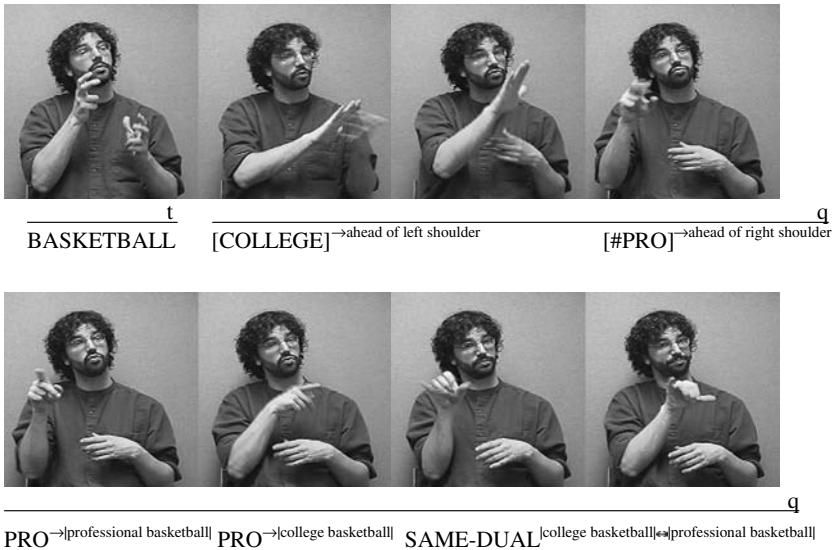 t q
BASKETBALL [COLLEGE]→ahead of left shoulder [#PRO]→ahead of right shoulder
q
PRO→|professional basketball| PRO→|college basketball| SAME-DUAL|college basketball|↔|professional basketball|